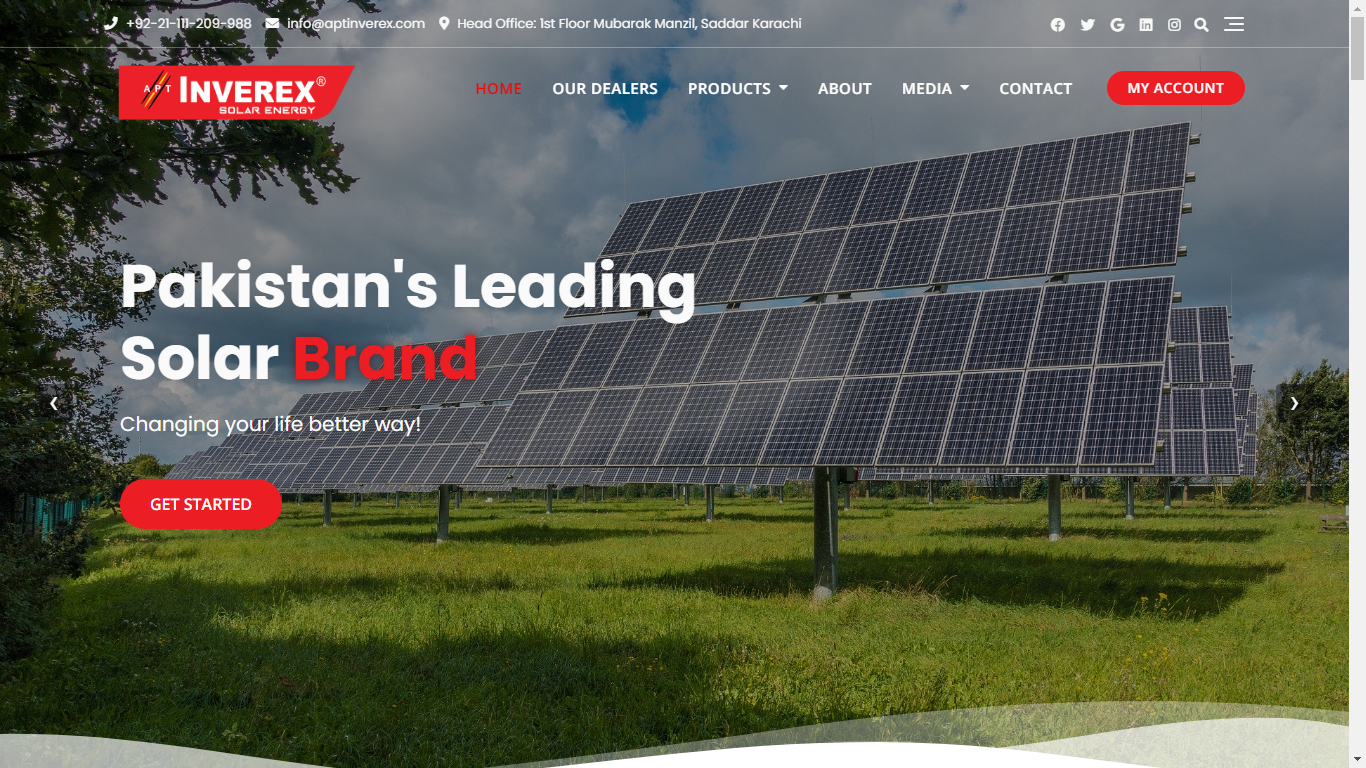 +92-21-111-209-988 info@aptinverex.com Head Office: 1st Floor Mubarak Manzil, Saddar Karachi
APT INVEREX®
SOLAR ENERGY
HOME OUR DEALERS PRODUCTS ABOUT MEDIA CONTACT MY ACCOUNT
Pakistan's Leading
Solar Brand
Changing your life better way!
GET STARTED